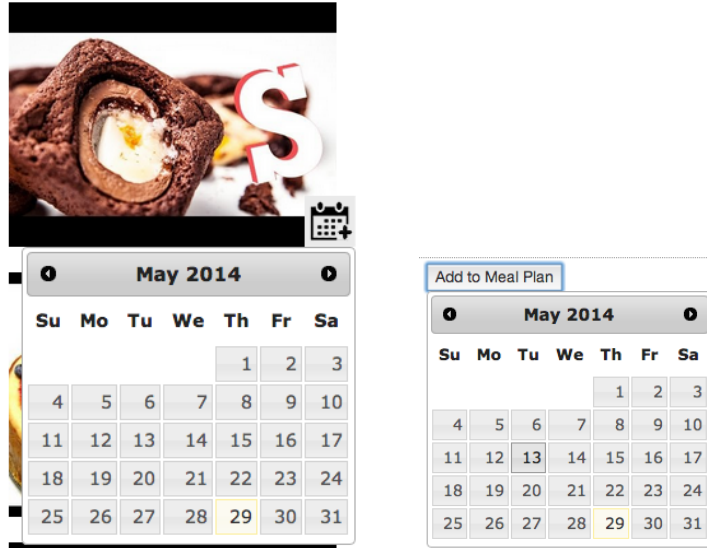 S
May 2014
Su Mo Tu We Th Fr Sa
1 2 3
4 5 6 7 8 9 10
11 12 13 14 15 16 17
18 19 20 21 22 23 24
25 26 27 28 29 30 31
Add to Meal Plan
May 2014
Su Mo Tu We Th Fr Sa
1 2 3
4 5 6 7 8 9 10
11 12 13 14 15 16 17
18 19 20 21 22 23 24
25 26 27 28 29 30 31